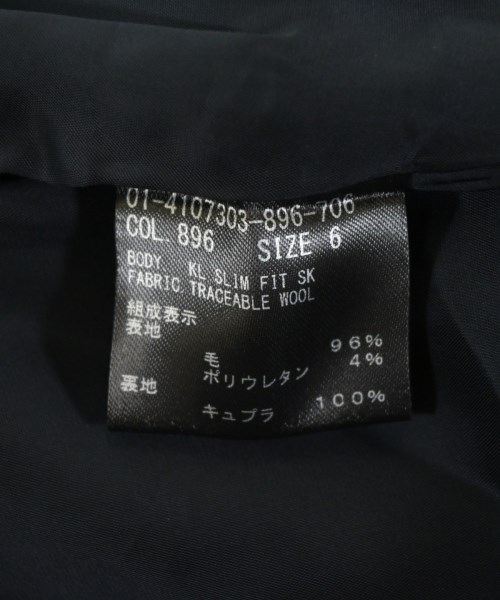 01-4107303-896-706
COL. 896 SIZE 6
BODY KL SLIM FIT SK
FABRIC TRACEABLE WOOL
組成表示
表地
毛 96%
ポリウレタン 4%
裏地
キュプラ 100%